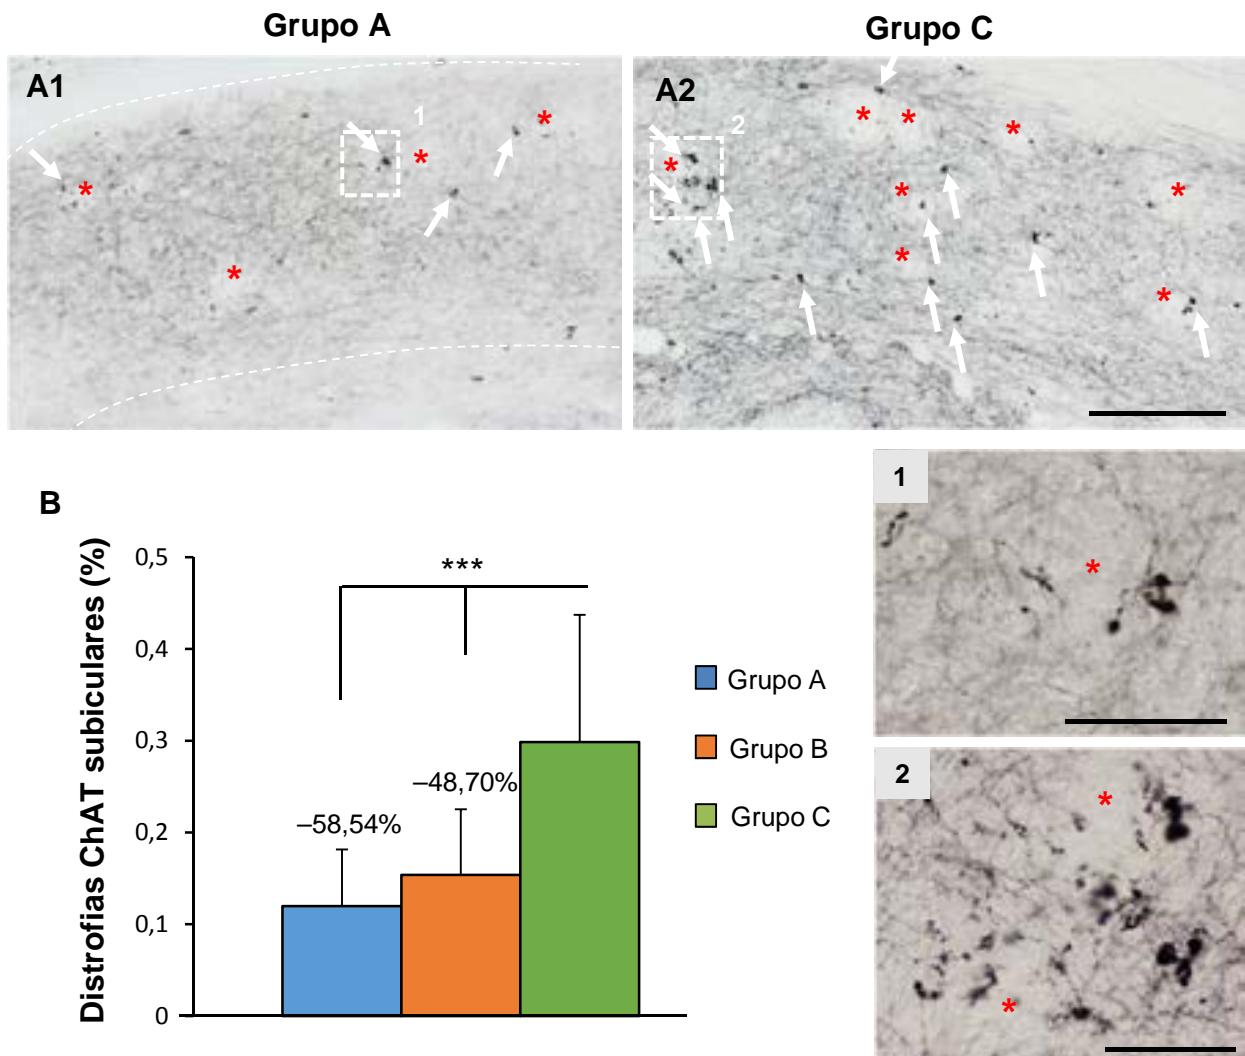 Grupo A
Grupo C
A1
1
A2
2
B
Distrofias ChAT subiculares (%)
0,5
0,4
0,3
0,2
0,1
0
***
–58,54%
–48,70%
Grupo A
Grupo B
Grupo C
1
2